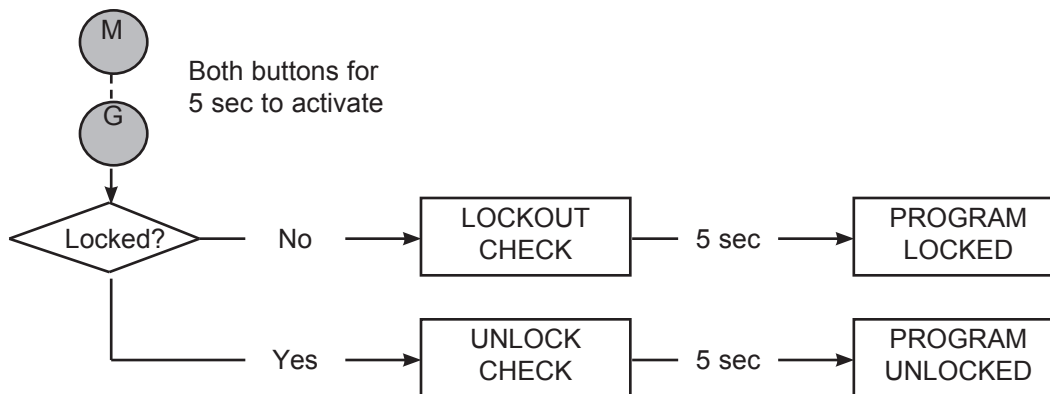 M
Both buttons for
5 sec to activate
G
Locked?
No
LOCKOUT
CHECK
5 sec
PROGRAM
LOCKED
Yes
UNLOCK
CHECK
5 sec
PROGRAM
UNLOCKED